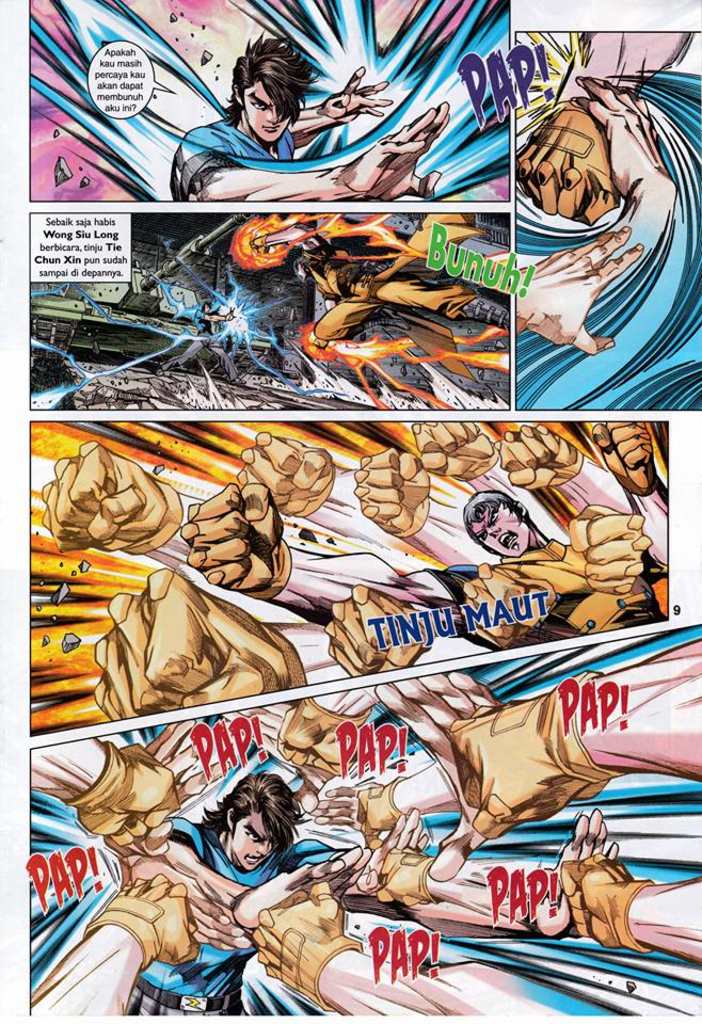 Apakah
kau masih
percaya kau
akan dapat
membunuh
aku ini?
PAP!
Sebaik saja habis
Wong Siu Long
berbicara, tinju Tie
Chun Xin pun sudah
sampai di depannya.
Bunuh!
TINJU MAUT
9
PAP!
PAP!
PAP!
PAP!
PAP!
PAP!